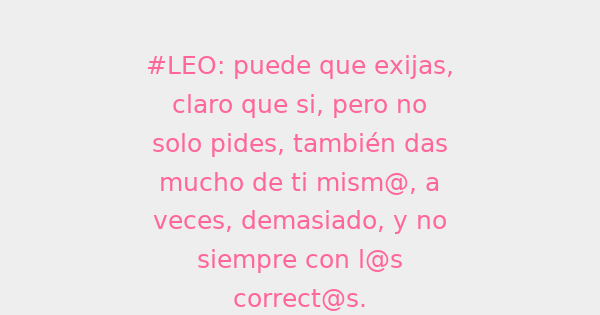 #LEO: puede que exijas,
claro que si, pero no
solo pides, también das
mucho de ti mism@, a
veces, demasiado, y no
siempre con l@s
correct@s.